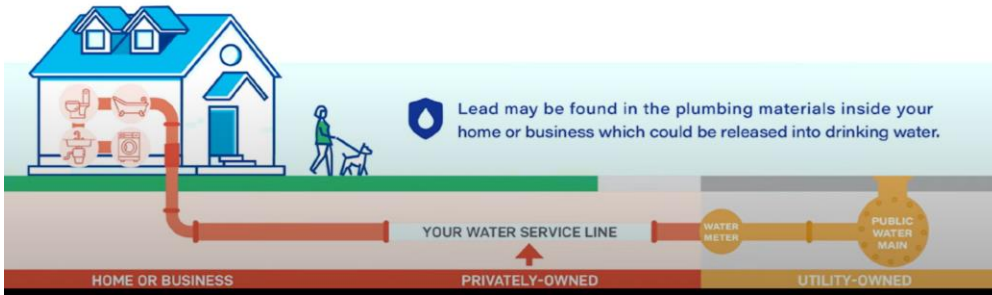 Lead may be found in the plumbing materials inside your
home or business which could be released into drinking water.
YOUR WATER SERVICE LINE
WATER
METER
PUBLIC
WATER
MAIN
HOME OR BUSINESS
PRIVATELY-OWNED
UTILITY-OWNED